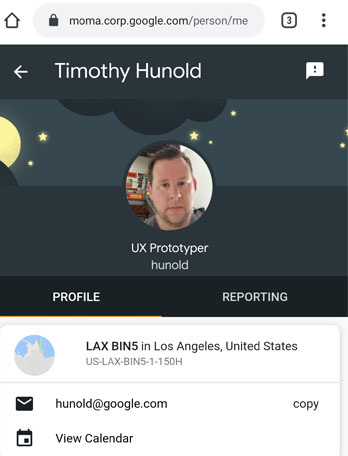 moma.corp.google.com/person/me
3
Timothy Hunold
UX Prototyper
hunold
PROFILE
REPORTING
LAX BIN5 in Los Angeles, United States
US-LAX-BIN5-1-150H
hunold@google.com
copy
View Calendar